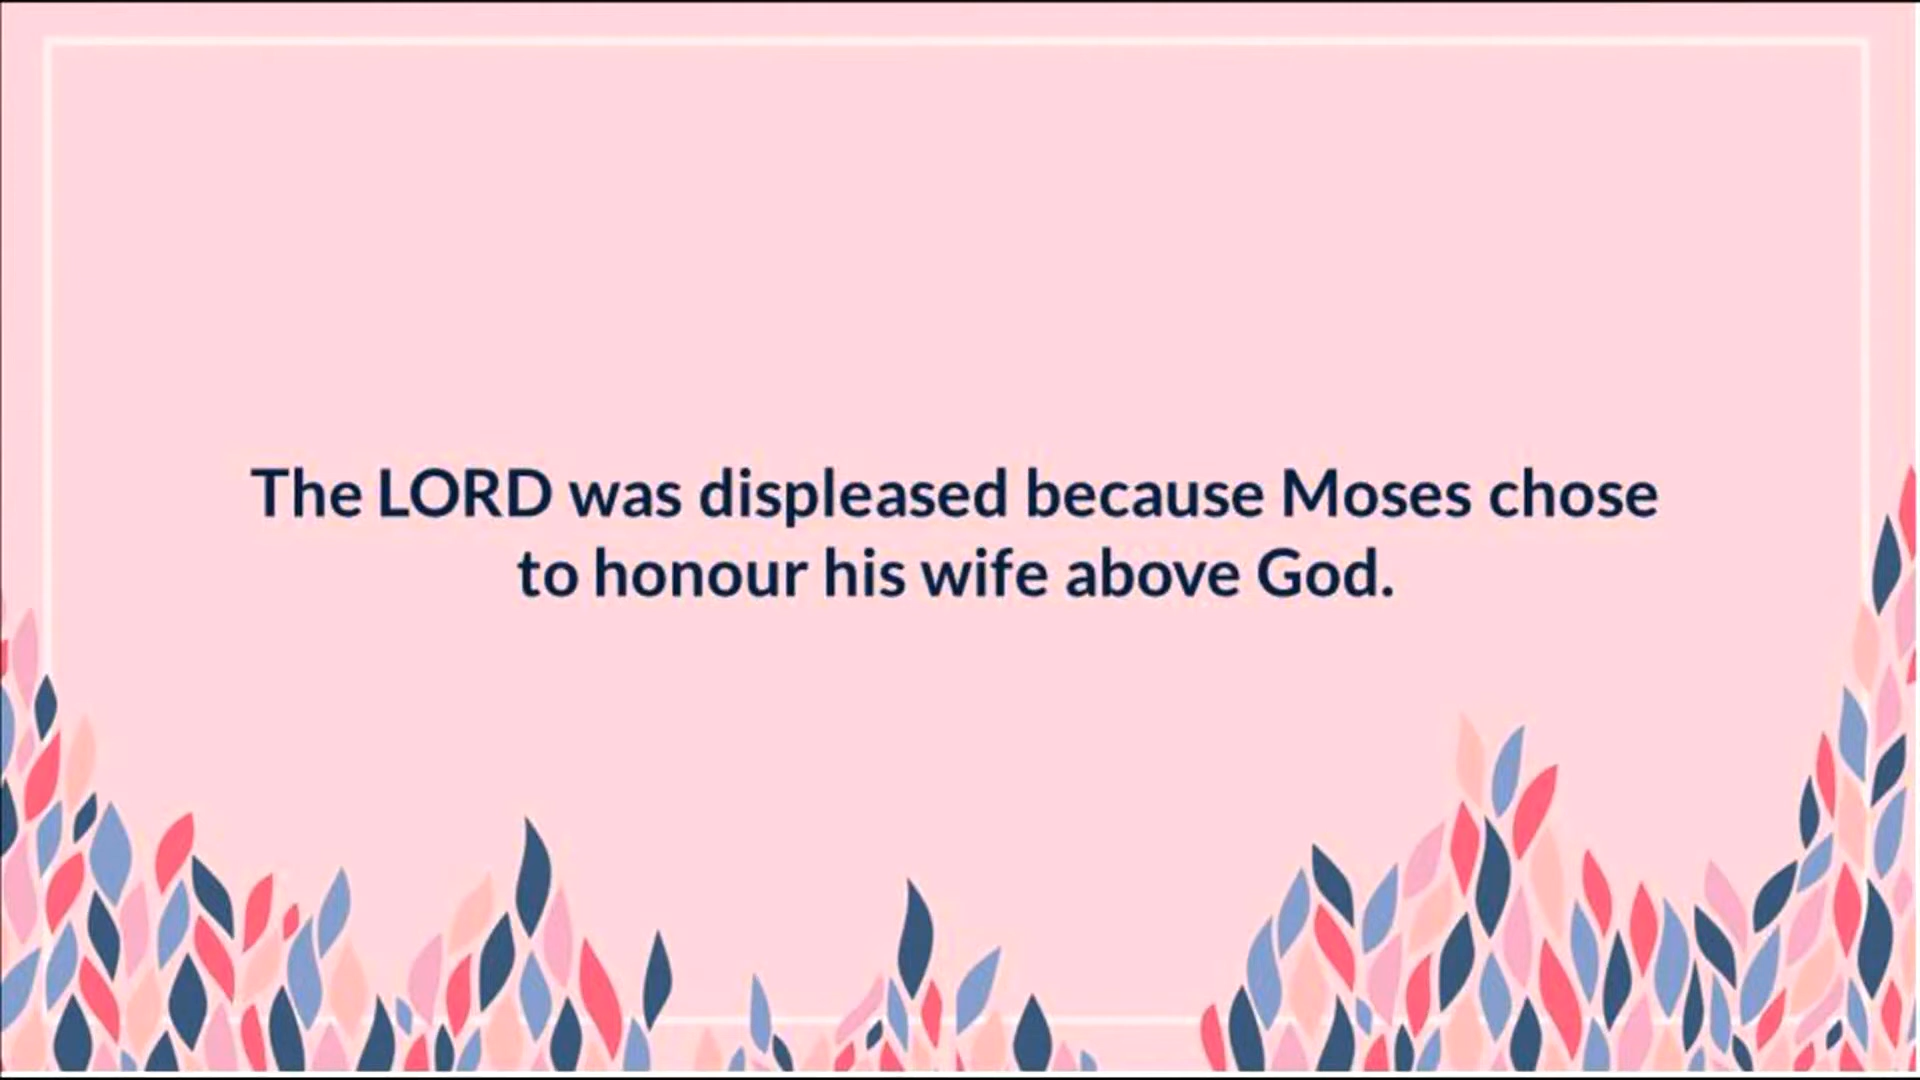 The LORD was displeased because Moses chose
to honour his wife above God.